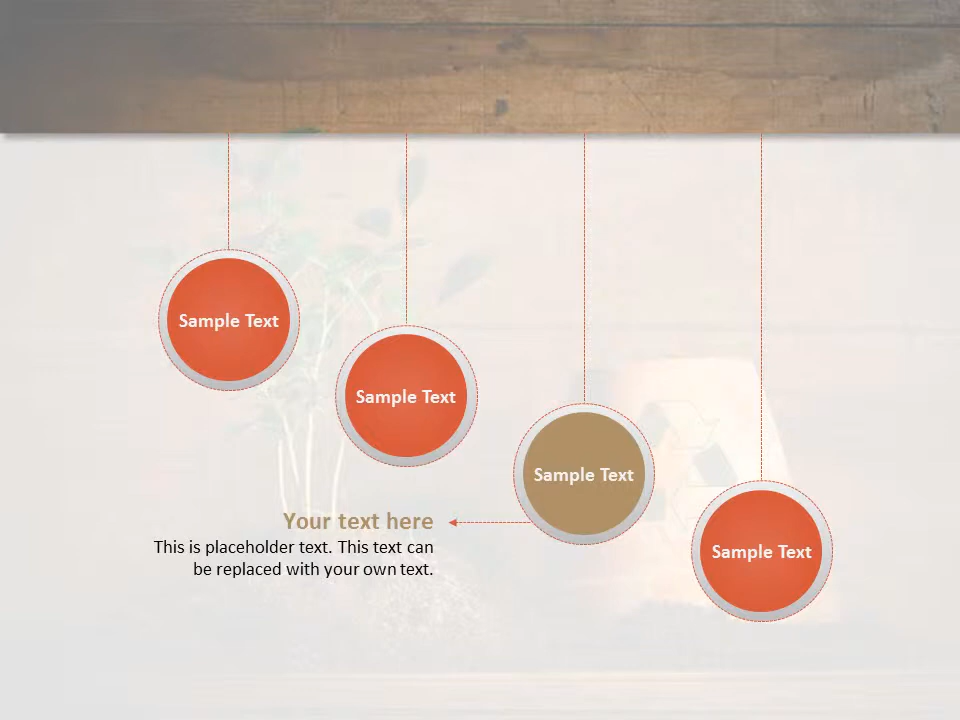 Sample Text
Sample Text
Sample Text
Your text here
This is placeholder text. This text can
be replaced with your own text.
Sample Text